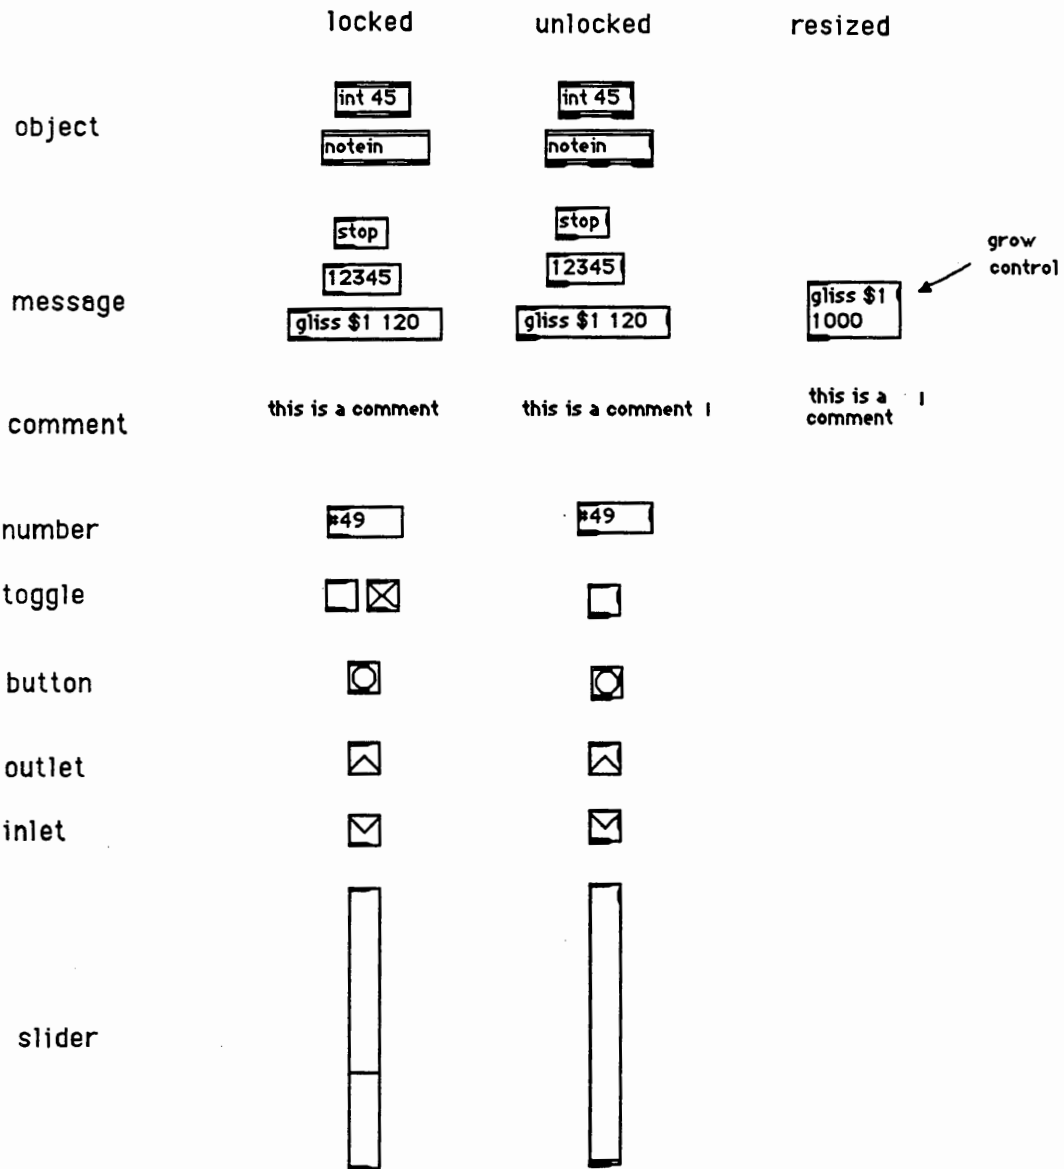 locked unlocked resized
object
int 45 int 45
notein notein
stop stop
grow
control
12345 12345
message
gliss $1 120 gliss $1 120
gliss $1
1000
comment
this is a comment this is a comment
this is a
comment
number
#49 #49
toggle
button
outlet
inlet
slider